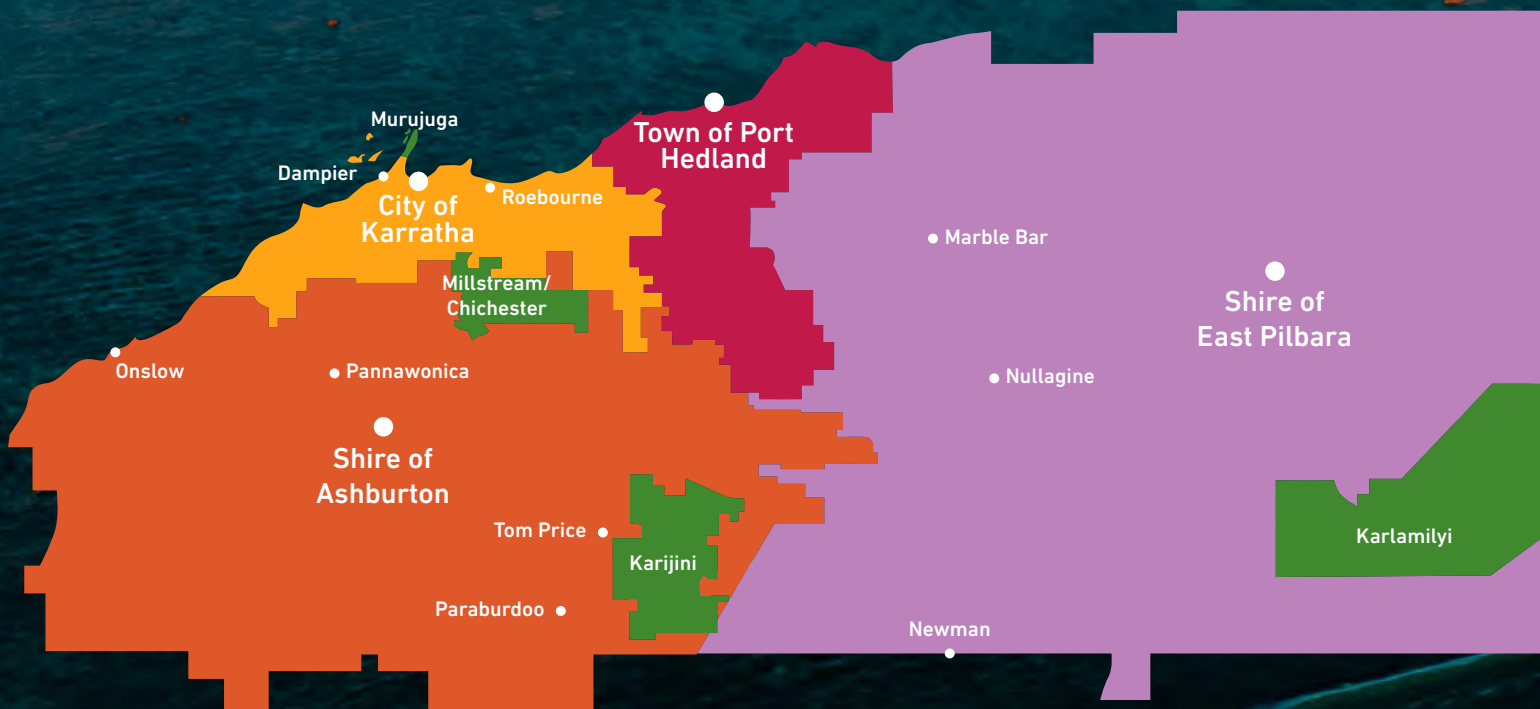 Murujuga
Town of Port
Hedland
Dampier
Roebourne
City of
Karratha
Marble Bar
Millstream/
Chichester
Shire of
East Pilbara
Onslow
Pannawonica
Nullagine
Shire of
Ashburton
Tom Price
Karijini
Karlamilyi
Paraburdoo
Newman